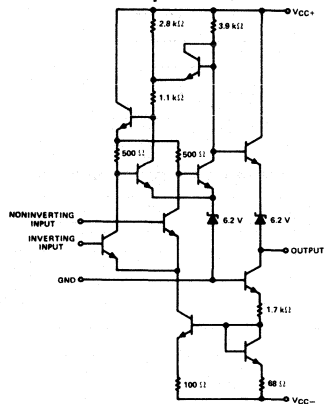 2.8 kΩ
3.9 kΩ
VCC+
1.1 kΩ
500 Ω
500 Ω
NONINVERTING
INPUT
6.2 V
6.2 V
INVERTING
INPUT
OUTPUT
GND
1.7 kΩ
100 Ω
68 Ω
VCC−